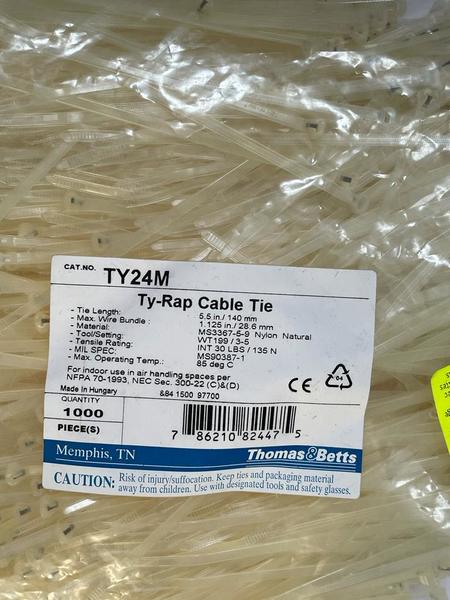 CAT.NO. TY24M
Ty-Rap Cable Tie
- Tie Length: 5.5 in./ 140 mm
- Max. Wire Bundle : 1.125 in./ 28.6 mm
- Material: MS3367-5-9 Nylon Natural
- Tool/Setting: WT199 / 3-5
- Tensile Rating: INT 30 LBS / 135 N
- MIL SPEC: MS90387-1
- Max. Operating Temp.: 85 deg C
For indoor use in air handling spaces per
NFPA 70-1993, NEC Sec. 300-22 (C)&(D)
Made In Hungary &84 1500 97700
CE 04
QUANTITY
1000
PIECE(S)
7 86210 82447 5
Memphis, TN Thomas&Betts
CAUTION: Risk of injury/suffocation. Keep ties and packaging material
away from children. Use with designated tools and safety glasses.